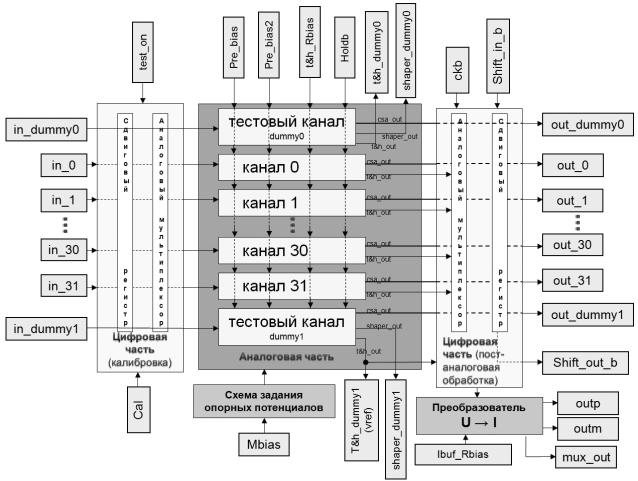 test_on
Pre_bias
Pre_bias2
t&h_Rbias
Holdb
t&h_dummy0
shaper_dummy0
ckb
Shift_in_b
in_dummy0
in_0
in_1
in_30
in_31
in_dummy1
Сдвиговый регистр
Аналоговый мультиплексор
Цифровая
часть
(калибровка)
Cal
тестовый канал
dummy0
csa_out
shaper_out
t&h_out
канал 0
csa_out
t&h_out
канал 1
csa_out
t&h_out
канал 30
csa_out
t&h_out
канал 31
csa_out
t&h_out
тестовый канал
dummy1
csa_out
shaper_out
t&h_out
Аналоговая часть
Схема задания
опорных потенциалов
Mbias
T&h_dummy1
(vref)
shaper_dummy1
Аналоговый мультиплексор
Сдвиговый регистр
Цифровая
часть (пост-
аналоговая
обработка)
out_dummy0
out_0
out_1
out_30
out_31
out_dummy1
Shift_out_b
Преобразователь
U → I
Ibuf_Rbias
outp
outm
mux_out